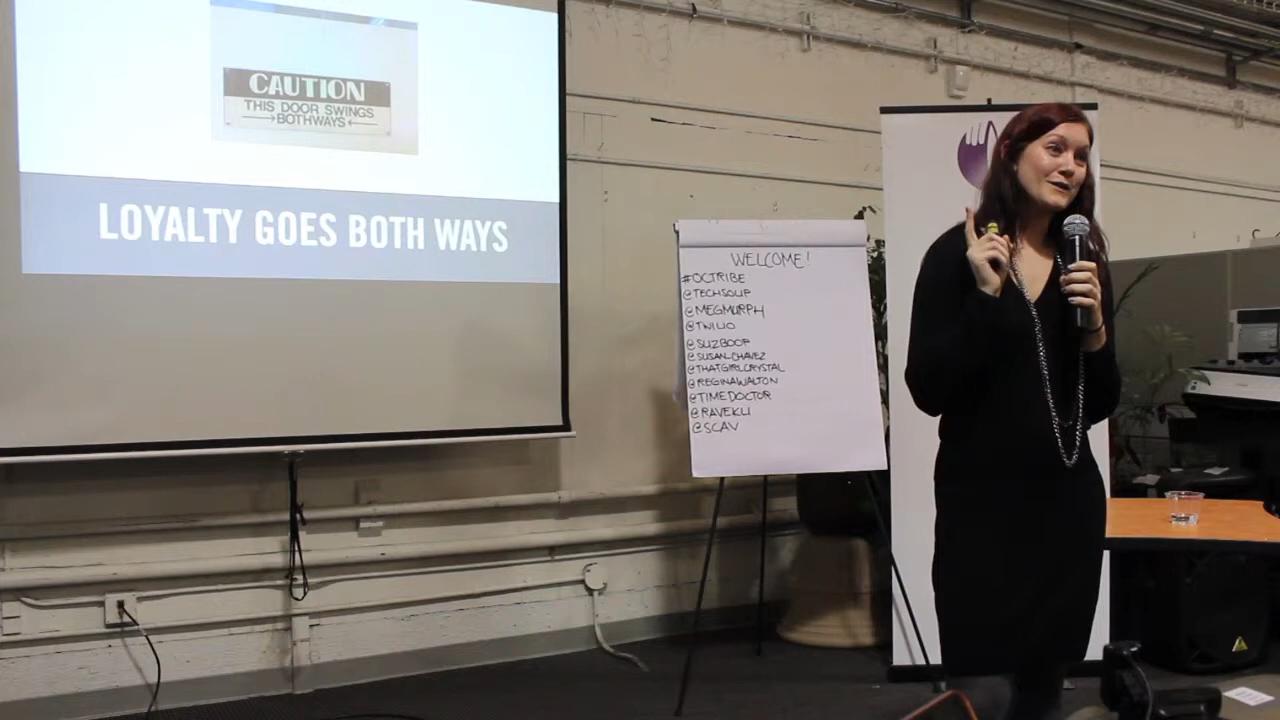 CAUTION
THIS DOOR SWINGS
BOTHWAYS
LOYALTY GOES BOTH WAYS
WELCOME!
#OCTRIBE
@TECHSOUP
@MEGMURPH
@TWILIO
@SUZBOOP
@SUSAN_CHAVEZ
@THATGIRLCRYSTAL
@REGINAWALTON
@TIMEDOCTOR
@RAVEKLI
@SCAV